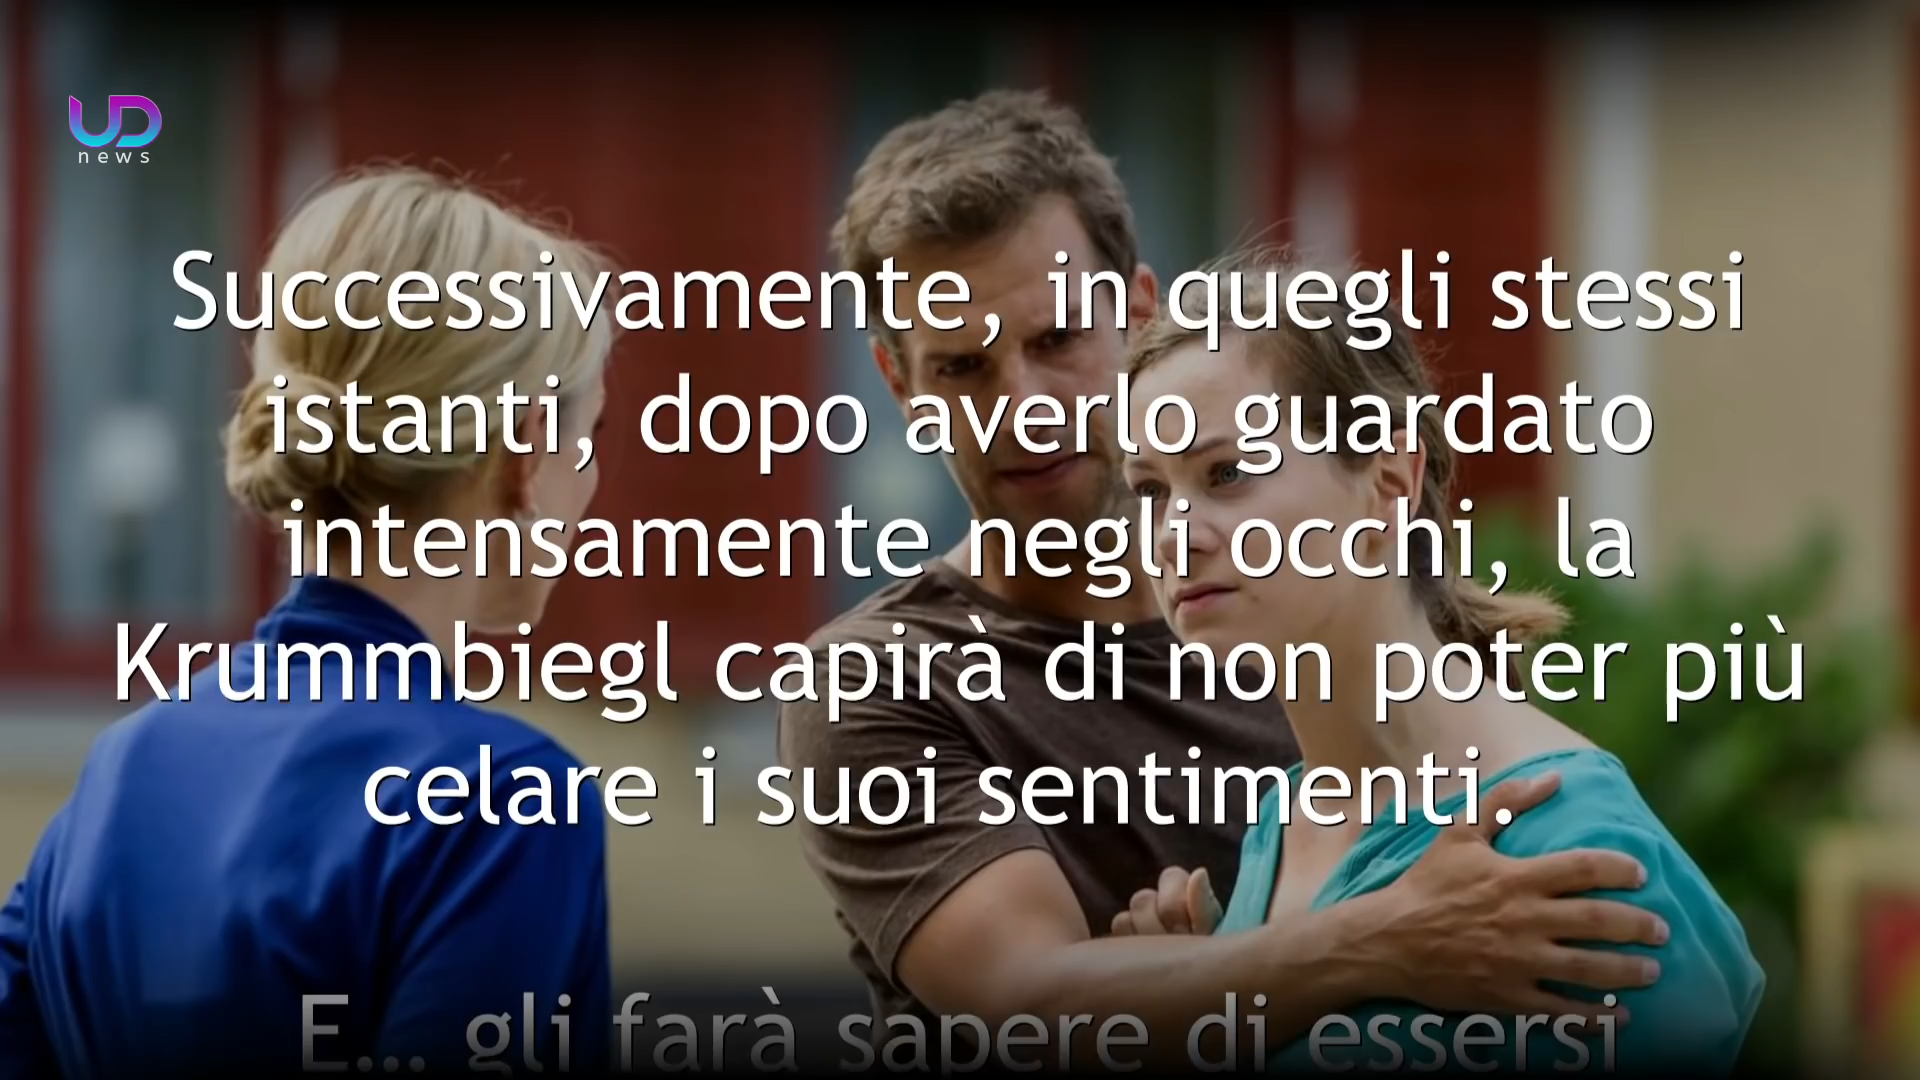 UD
news
Successivamente, in quegli stessi
istanti, dopo averlo guardato
intensamente negli occhi, la
Krummbiegl capirà di non poter più
celare i suoi sentimenti.
E... gli farà sapere di essersi